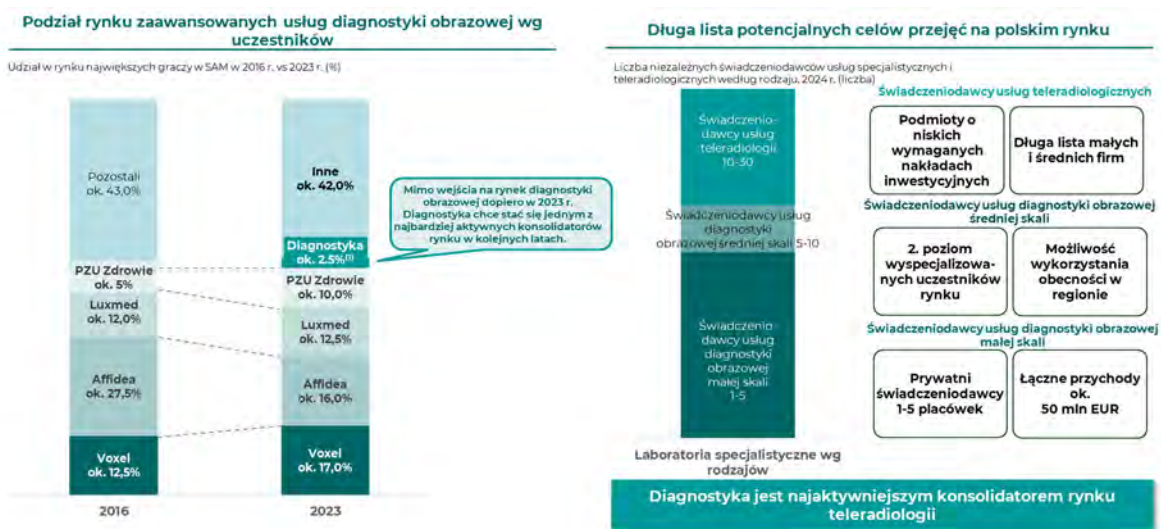 Podział rynku zaawansowanych usług diagnostyki obrazowej wg
uczestników
Udział w rynku największych graczy w SAM w 2016 r. vs 2023 r. (%)
Pozostali
ok. 43,0%
PZU Zdrowie
ok. 5%
Luxmed
ok. 12,0%
Affidea
ok. 27,5%
Voxel
ok. 12,5%
2016
Inne
ok. 42,0%
Diagnostyka
ok. 2.5%(1)
PZU Zdrowie
ok. 10,0%
Luxmed
ok. 12,5%
Affidea
ok. 16,0%
Voxel
ok. 17,0%
2023
Mimo wejścia na rynek diagnostyki
obrazowej dopiero w 2023 r.
Diagnostyka chce stać się jednym z
najbardziej aktywnych konsolidatorów
rynku w kolejnych latach.
Długa lista potencjalnych celów przejęć na polskim rynku
Liczba niezależnych świadczeniodawców usług specjalistycznych i
teleradiologicznych według rodzaju, 2024 r. (liczba)
Świadczenio-
dawcy usług
teleradiologii
10-30
Świadczeniodawcy usług
diagnostyki
obrazowej średniej skali 5-10
Świadczenio-
dawcy usług
diagnostyki
obrazowej
małej skali
1-5
Laboratoria specjalistyczne wg
rodzajów
Świadczeniodawcy usług teleradiologicznych
Podmioty o
niskich
wymaganych
nakładach
inwestycyjnych
Długa lista małych
i średnich firm
Świadczeniodawcy usług diagnostyki obrazowej
średniej skali
2. poziom
wyspecjalizowa-
nych uczestników
rynku
Możliwość
wykorzystania
obecności w
regionie
Świadczeniodawcy usług diagnostyki obrazowej
małej skali
Prywatni
świadczeniodawcy
1-5 placówek
Łączne przychody
ok.
50 mln EUR
Diagnostyka jest najaktywniejszym konsolidatorem rynku
teleradiologii